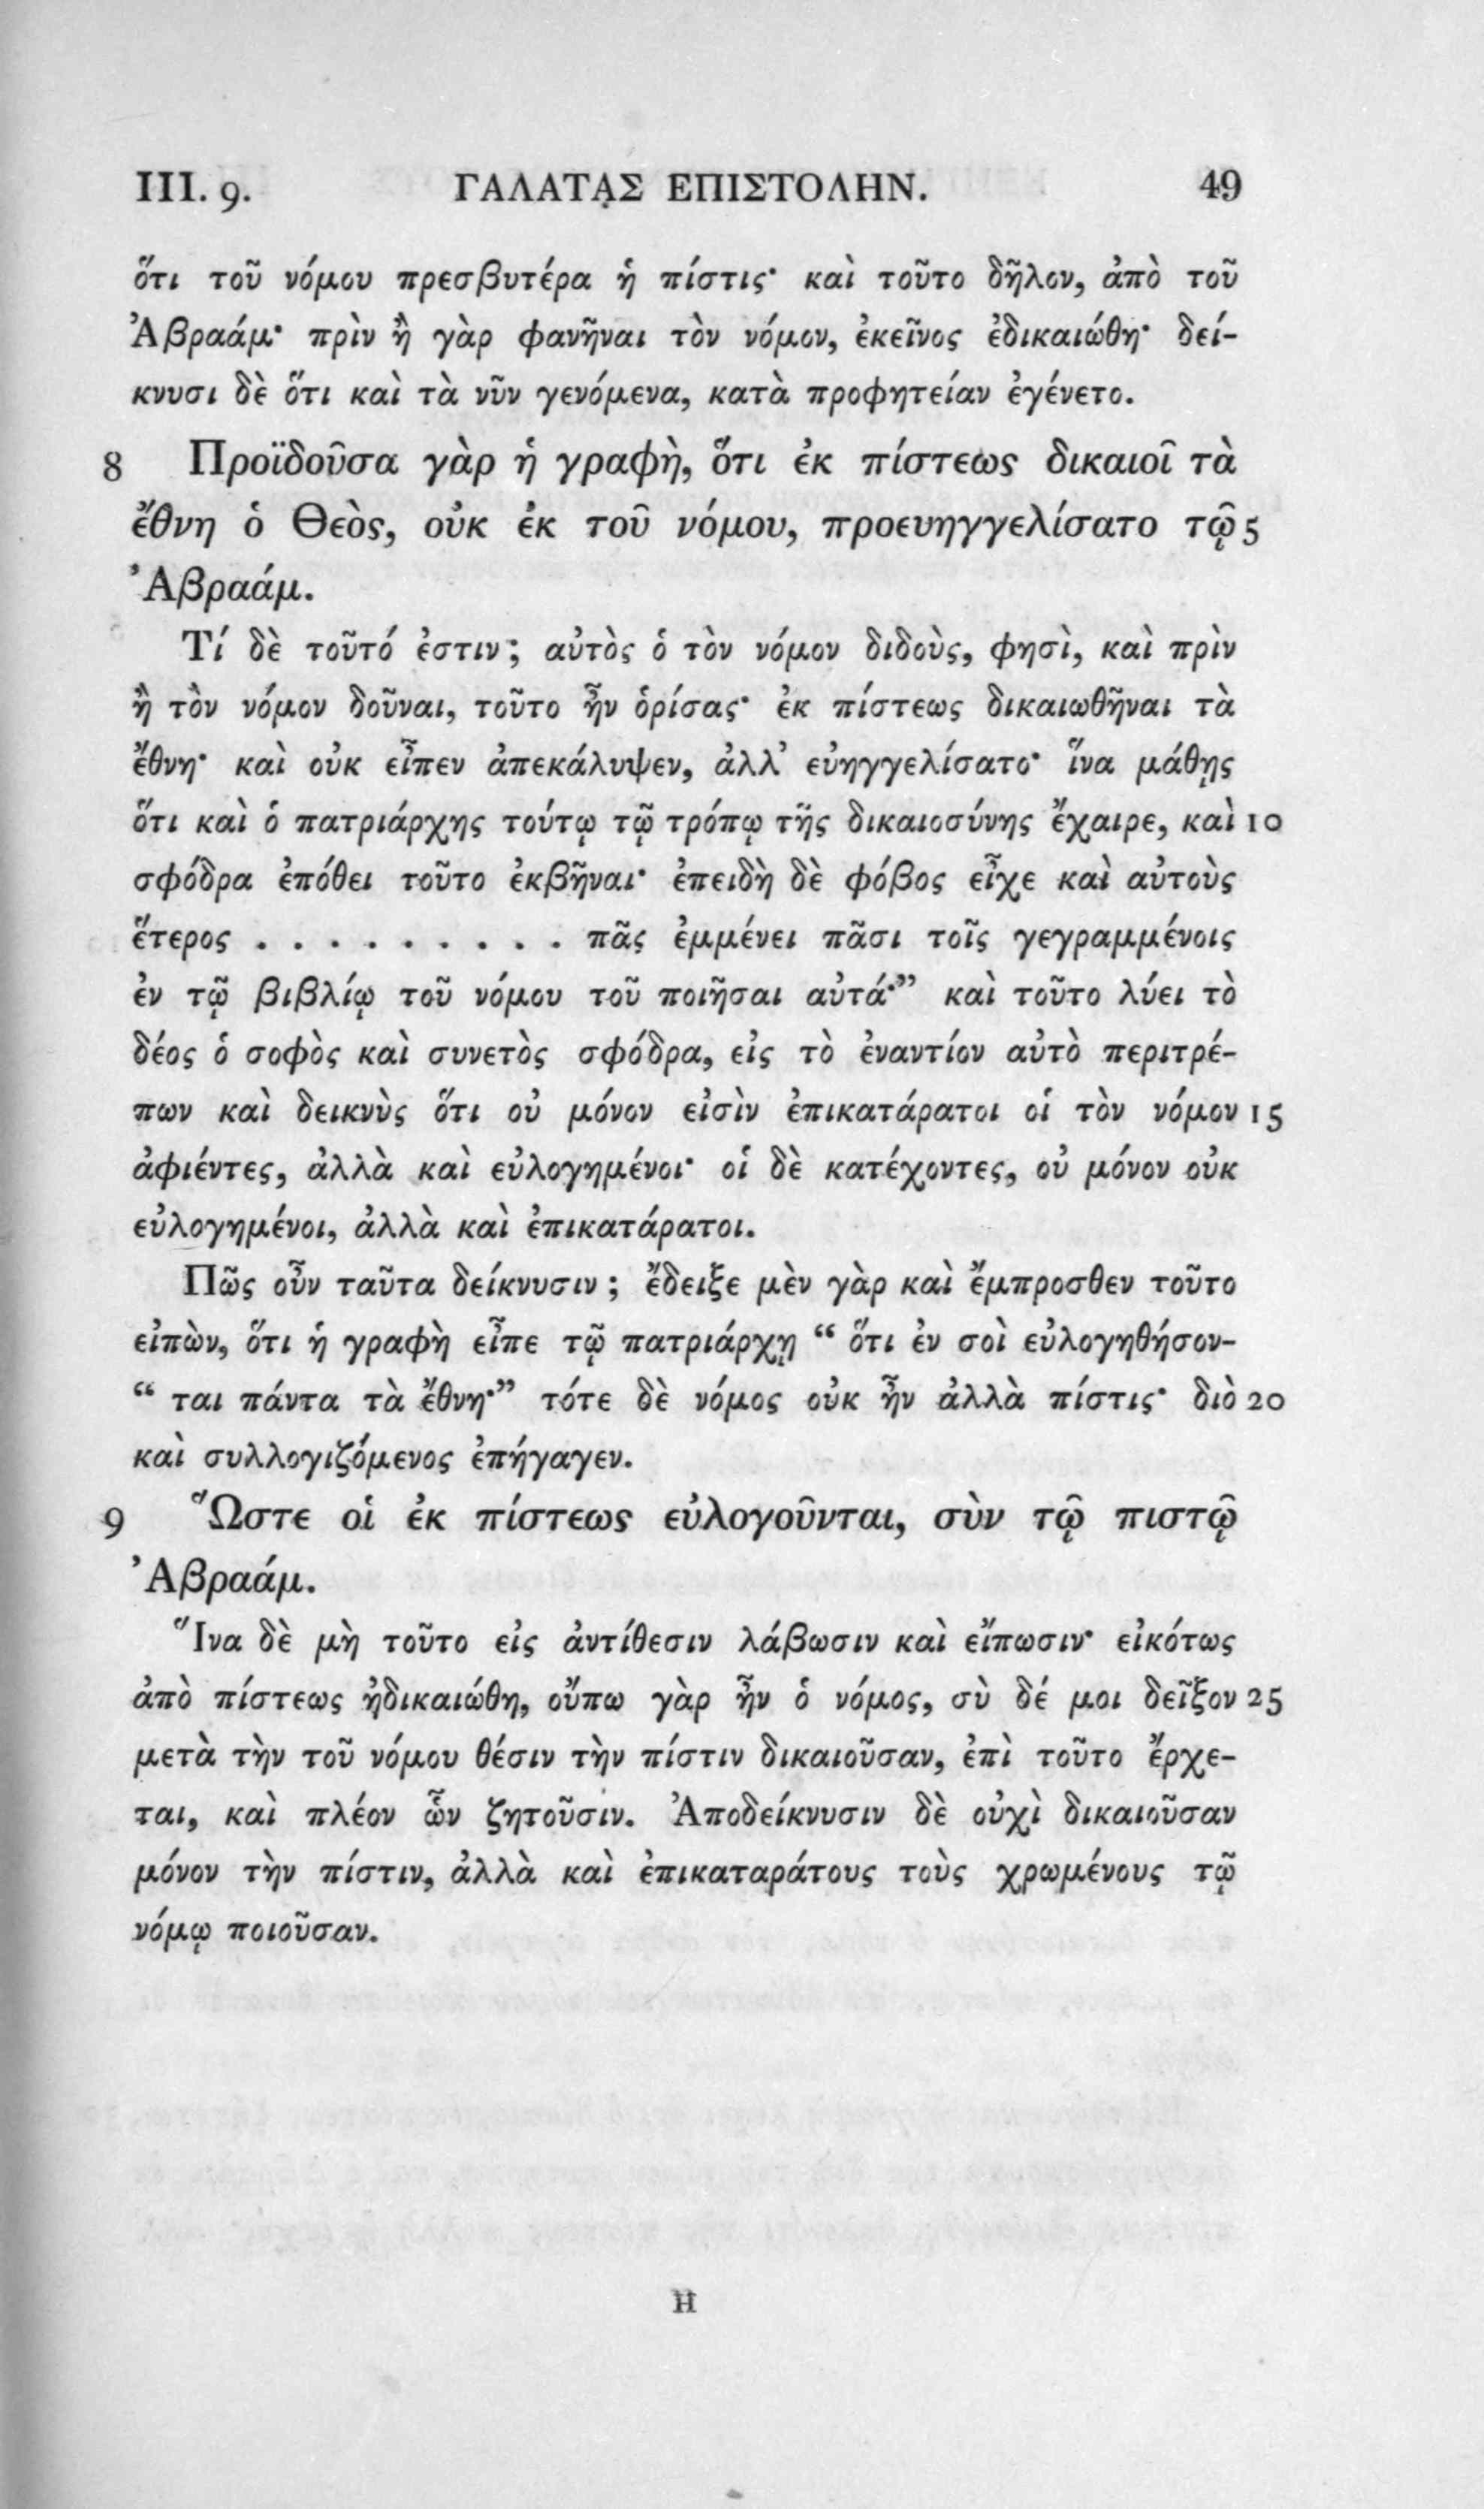 III. 9. ΓΑΛΑΤΑΣ ΕΠΙΣΤΟΛΗΝ. 49
ὅτι τοῦ νόμου πρεσβυτέρα ἡ πίστις· καὶ τοῦτο δῆλον, ἀπὸ τοῦ
Ἀβραάμ· πρὶν ἢ γὰρ φανῆναι τὸν νόμον, ἐκεῖνος ἐδικαιώθη· δεί-
κνυσι δὲ ὅτι καὶ τὰ νῦν γενόμενα, κατὰ προφητείαν ἐγένετο.
8 Προϊδοῦσα γὰρ ἡ γραφὴ, ὅτι ἐκ πίστεως δικαιοῖ τὰ
ἔθνη ὁ Θεὸς, οὐκ ἐκ τοῦ νόμου, προευηγγελίσατο τῷ 5
Ἀβραάμ.
Τί δὲ τοῦτό ἐστιν; αὐτὸς ὁ τὸν νόμον διδοὺς, φησὶ, καὶ πρὶν
ἢ τὸν νόμον δοῦναι, τοῦτο ἦν ὁρίσας· ἐκ πίστεως δικαιωθῆναι τὰ
ἔθνη· καὶ οὐκ εἶπεν ἀπεκάλυψεν, ἀλλ’ εὐηγγελίσατο· ἵνα μάθῃς
ὅτι καὶ ὁ πατριάρχης τούτῳ τῷ τρόπῳ τῆς δικαιοσύνης ἔχαιρε, καὶ 10
σφόδρα ἐπόθει τοῦτο ἐκβῆναι· ἐπειδὴ δὲ φόβος εἶχε καὶ αὐτοὺς
ἕτερος . . . . . . . . . πᾶς ἐμμένει πᾶσι τοῖς γεγραμμένοις
ἐν τῷ βιβλίῳ τοῦ νόμου τοῦ ποιῆσαι αὐτά·” καὶ τοῦτο λύει τὸ
δέος ὁ σοφὸς καὶ συνετὸς σφόδρα, εἰς τὸ ἐναντίον αὐτὸ περιτρέ-
πων καὶ δεικνὺς ὅτι οὐ μόνον εἰσὶν ἐπικατάρατοι οἱ τὸν νόμον 15
ἀφιέντες, ἀλλὰ καὶ εὐλογημένοι· οἱ δὲ κατέχοντες, οὐ μόνον οὐκ
εὐλογημένοι, ἀλλὰ καὶ ἐπικατάρατοι.
Πῶς οὖν ταῦτα δείκνυσιν; ἔδειξε μὲν γὰρ καὶ ἔμπροσθεν τοῦτο
εἰπὼν, ὅτι ἡ γραφὴ εἶπε τῷ πατριάρχῃ “ ὅτι ἐν σοὶ εὐλογηθήσον-
“ ται πάντα τὰ ἔθνη·” τότε δὲ νόμος οὐκ ἦν ἀλλὰ πίστις· διὸ 20
καὶ συλλογιζόμενος ἐπήγαγεν.
9 Ὥστε οἱ ἐκ πίστεως εὐλογοῦνται, σὺν τῷ πιστῷ
Ἀβραάμ.
Ἵνα δὲ μὴ τοῦτο εἰς ἀντίθεσιν λάβωσιν καὶ εἴπωσιν· εἰκότως
ἀπὸ πίστεως ἠδικαιώθη, οὔπω γὰρ ἦν ὁ νόμος, σὺ δέ μοι δεῖξον 25
μετὰ τὴν τοῦ νόμου θέσιν τὴν πίστιν δικαιοῦσαν, ἐπὶ τοῦτο ἔρχε-
ται, καὶ πλέον ὧν ζητοῦσιν. Ἀποδείκνυσιν δὲ οὐχὶ δικαιοῦσαν
μόνον τὴν πίστιν, ἀλλὰ καὶ ἐπικαταράτους τοὺς χρωμένους τῷ
νόμῳ ποιοῦσαν.
H